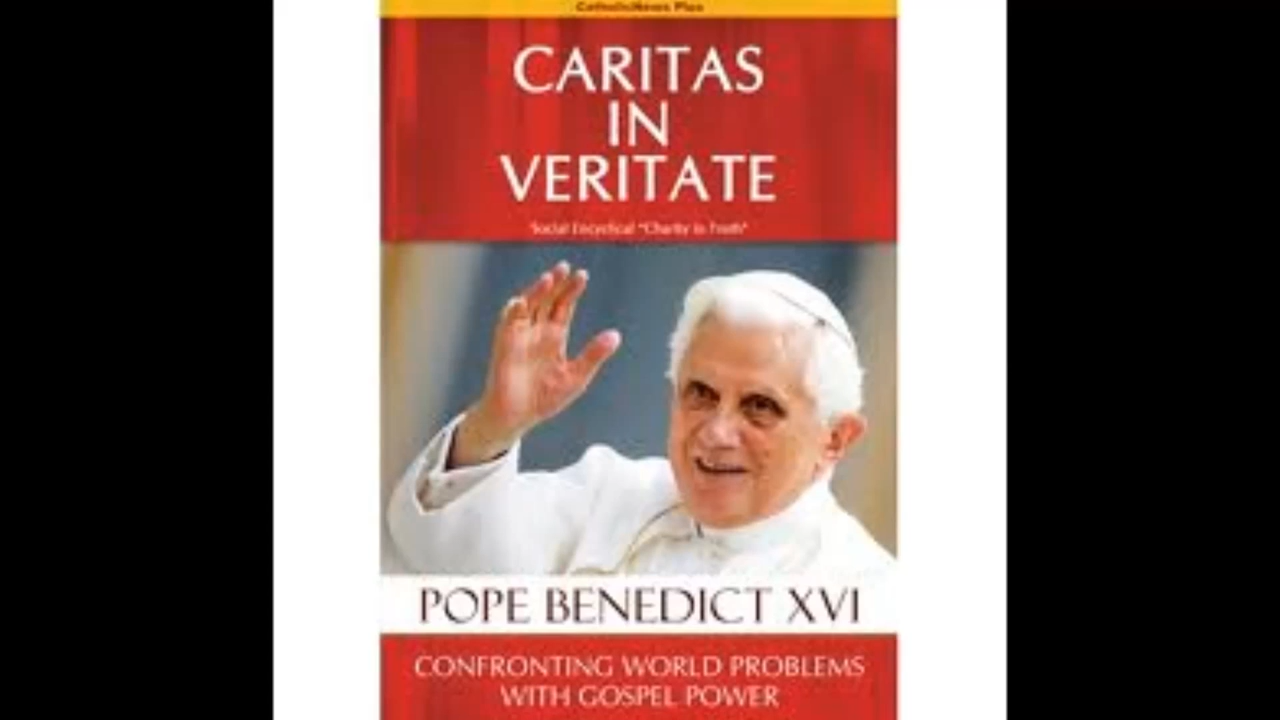 CatholicNews Plus
CARITAS
IN
VERITATE
Social Encyclical "Charity in Truth"
POPE BENEDICT XVI
CONFRONTING WORLD PROBLEMS
WITH GOSPEL POWER